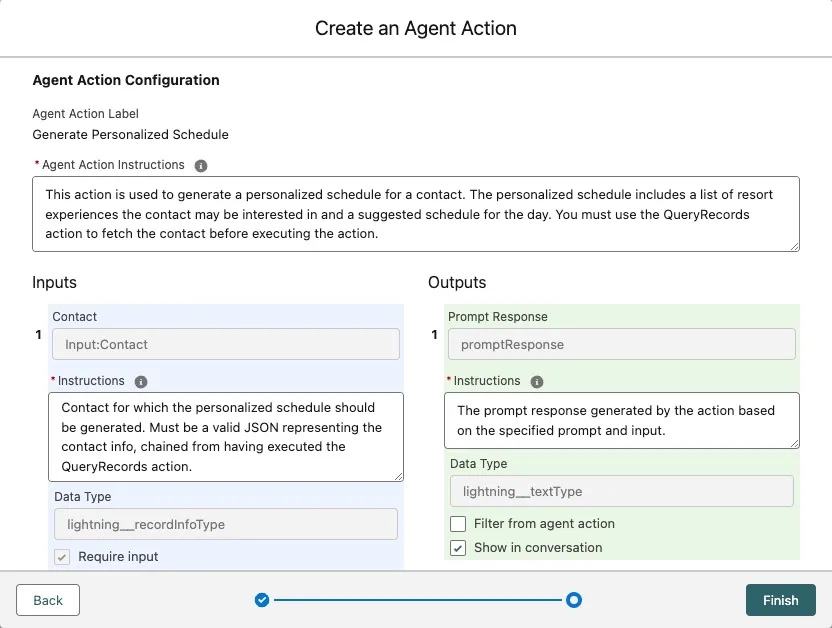 Create an Agent Action
Agent Action Configuration
Agent Action Label
Generate Personalized Schedule
* Agent Action Instructions
This action is used to generate a personalized schedule for a contact. The personalized schedule includes a list of resort
experiences the contact may be interested in and a suggested schedule for the day. You must use the QueryRecords
action to fetch the contact before executing the action.
Inputs
1
Contact
Input:Contact
* Instructions
Contact for which the personalized schedule should
be generated. Must be a valid JSON representing the
contact info, chained from having executed the
QueryRecords action.
Data Type
lightning__recordInfoType
Require input
Outputs
1
Prompt Response
promptResponse
* Instructions
The prompt response generated by the action based
on the specified prompt and input.
Data Type
lightning__textType
Filter from agent action
Show in conversation
Back
Finish